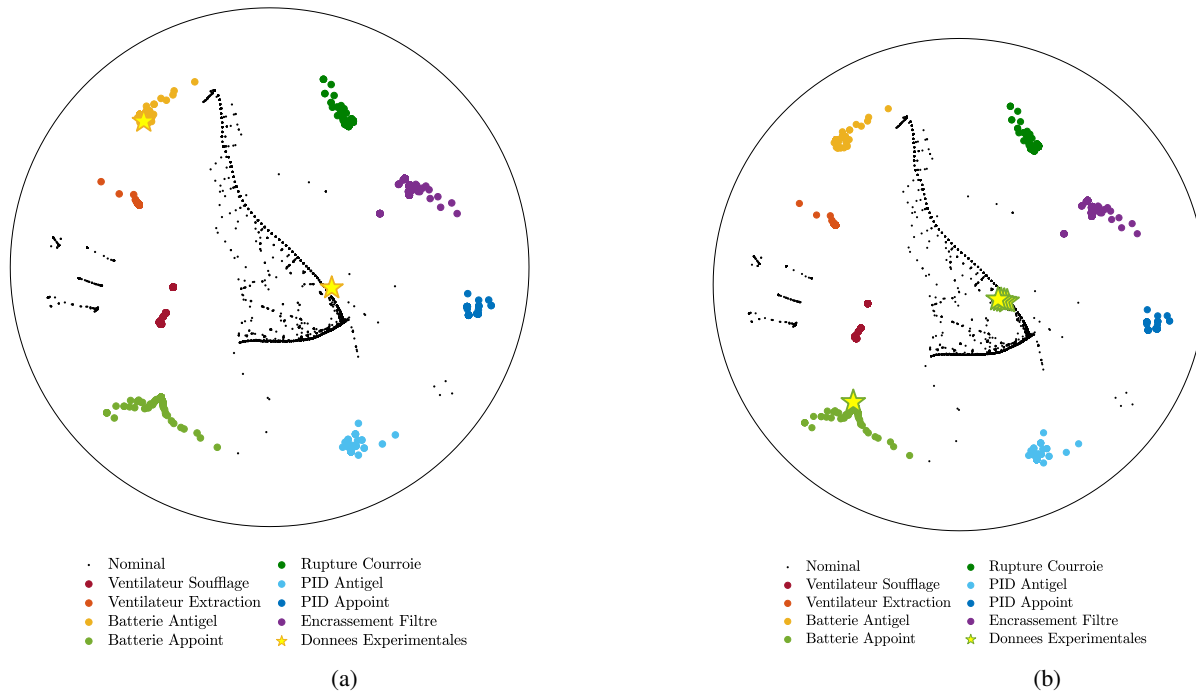 Nominal
Ventilateur Soufflage
Ventilateur Extraction
Batterie Antigel
Batterie Appoint
Rupture Courroie
PID Antigel
PID Appoint
Encrassement Filtre
Donnees Experimentales
(a)
Nominal
Ventilateur Soufflage
Ventilateur Extraction
Batterie Antigel
Batterie Appoint
Rupture Courroie
PID Antigel
PID Appoint
Encrassement Filtre
Donnees Experimentales
(b)